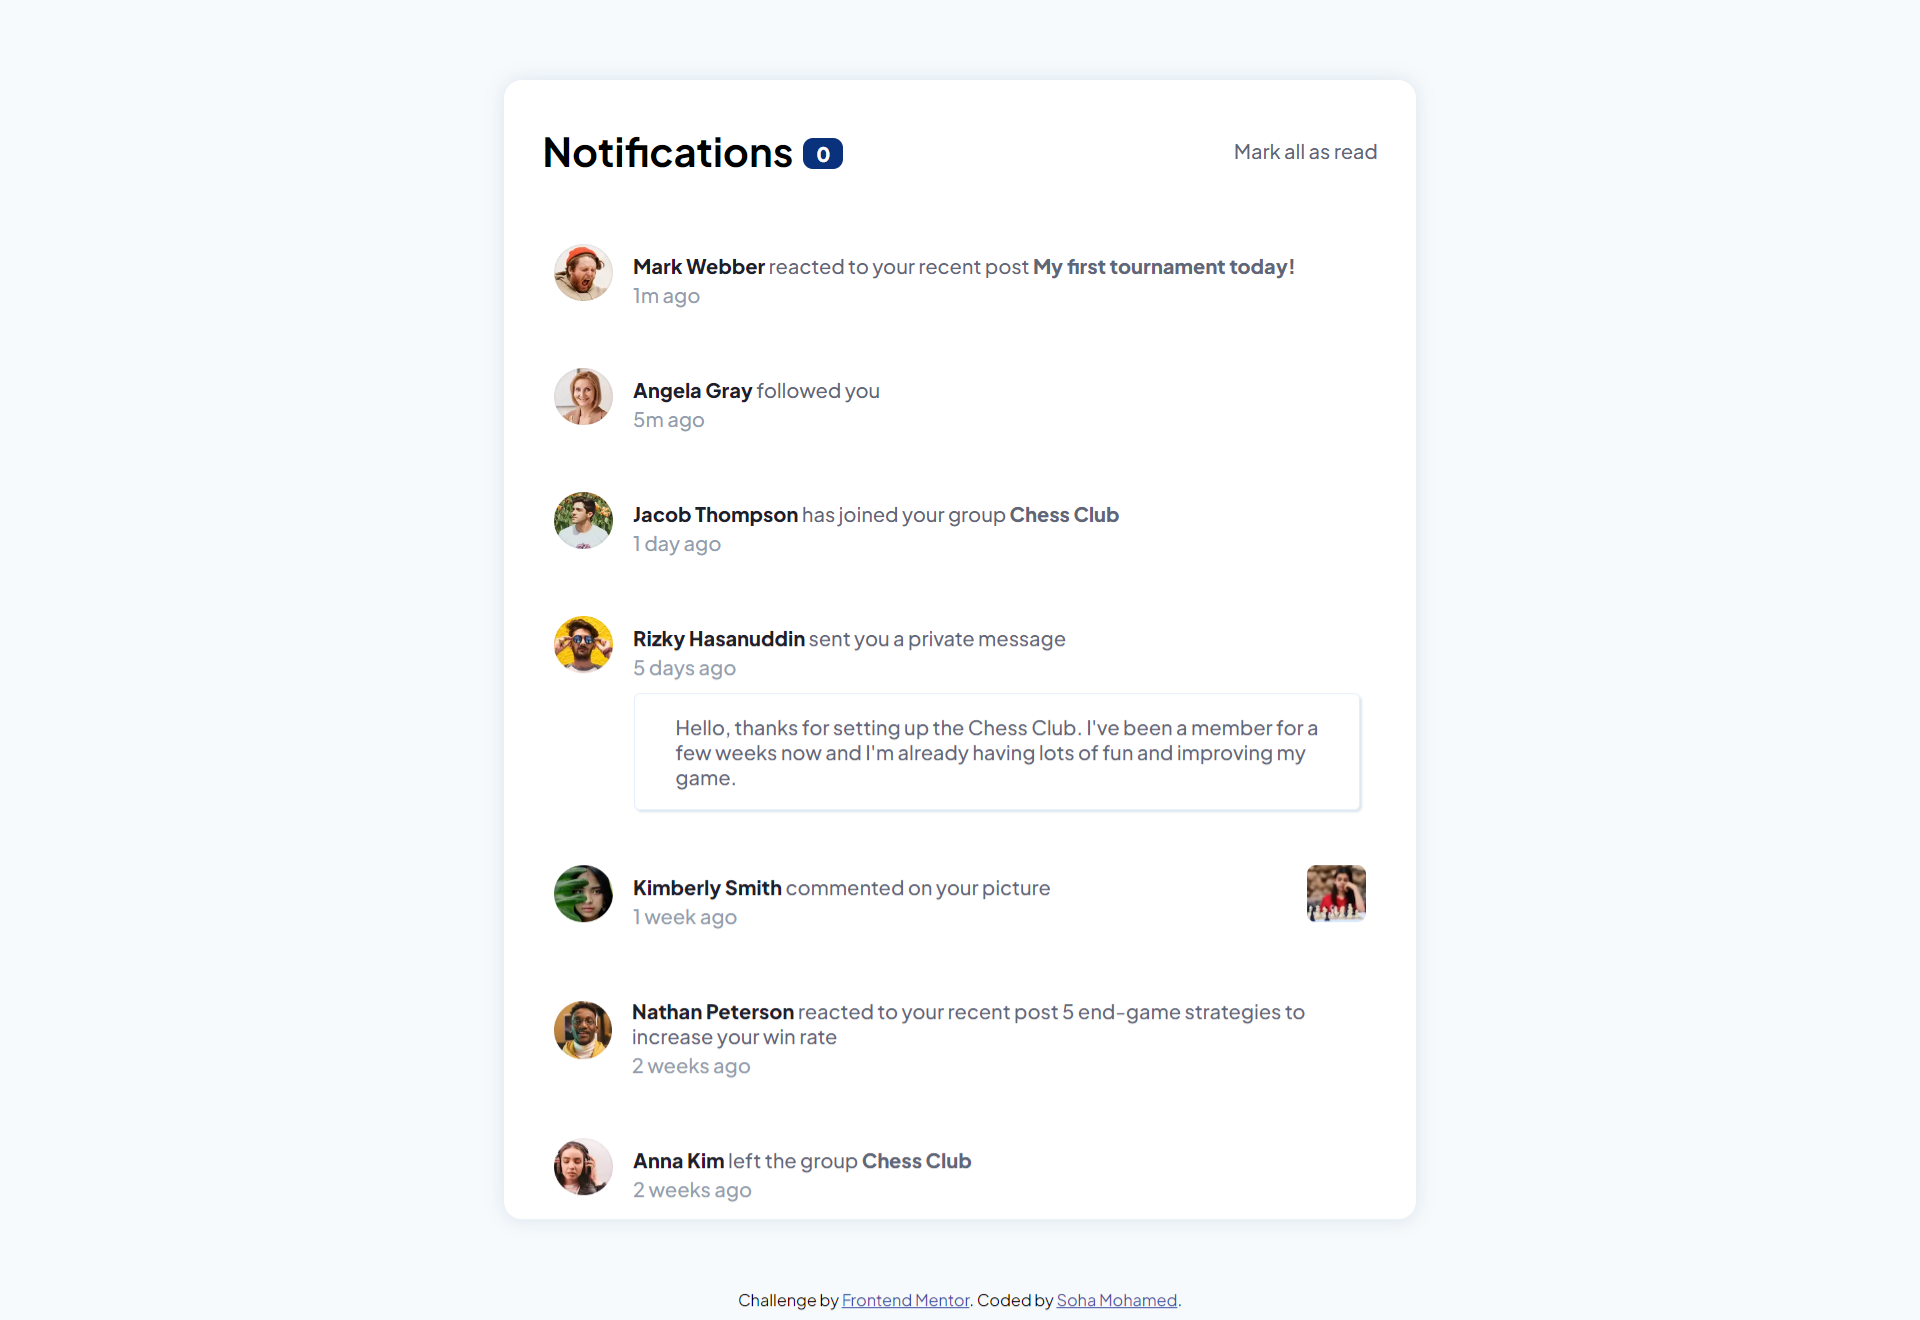 Notifications 0
Mark all as read
Mark Webber reacted to your recent post My first tournament today!
1m ago
Angela Gray followed you
5m ago
Jacob Thompson has joined your group Chess Club
1 day ago
Rizky Hasanuddin sent you a private message
5 days ago
Hello, thanks for setting up the Chess Club. I've been a member for a
few weeks now and I'm already having lots of fun and improving my
game.
Kimberly Smith commented on your picture
1 week ago
Nathan Peterson reacted to your recent post 5 end-game strategies to
increase your win rate
2 weeks ago
Anna Kim left the group Chess Club
2 weeks ago
Challenge by Frontend Mentor. Coded by Soha Mohamed.